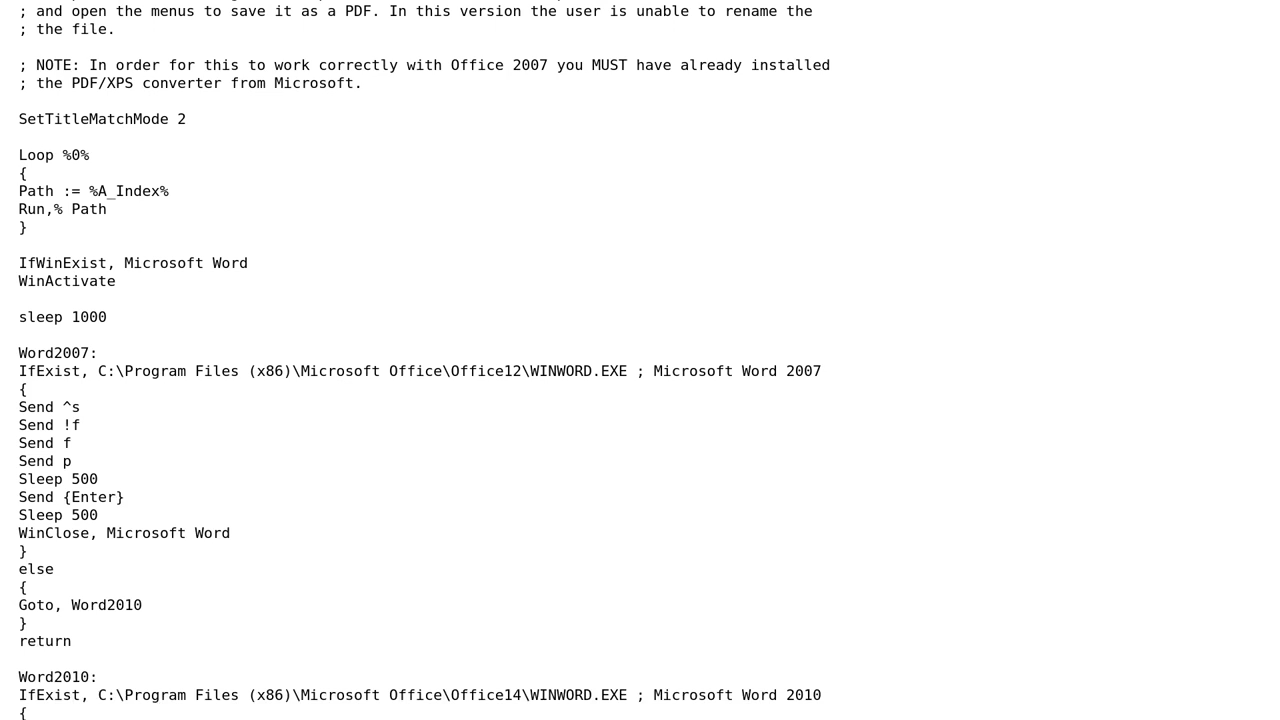 ; and open the menus to save it as a PDF. In this version the user is unable to rename the
; the file.
; NOTE: In order for this to work correctly with Office 2007 you MUST have already installed
; the PDF/XPS converter from Microsoft.
SetTitleMatchMode 2
Loop %0%
{
Path := %A_Index%
Run,% Path
}
IfWinExist, Microsoft Word
WinActivate
sleep 1000
Word2007:
IfExist, C:\Program Files (x86)\Microsoft Office\Office12\WINWORD.EXE ; Microsoft Word 2007
{
Send ^s
Send !f
Send f
Send p
Sleep 500
Send {Enter}
Sleep 500
WinClose, Microsoft Word
}
else
{
Goto, Word2010
}
return
Word2010:
IfExist, C:\Program Files (x86)\Microsoft Office\Office14\WINWORD.EXE ; Microsoft Word 2010
{